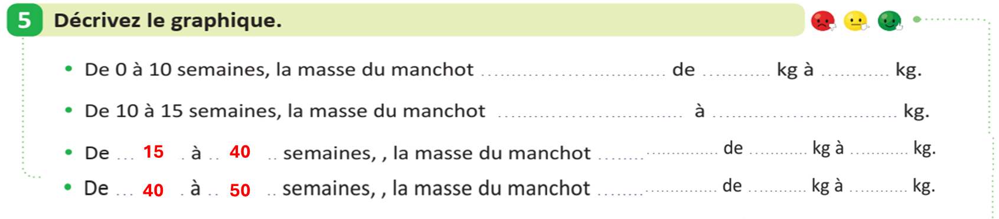 5 Décrivez le graphique.
• De 0 à 10 semaines, la masse du manchot .............................. de ............ kg à ............ kg.
• De 10 à 15 semaines, la masse du manchot .............................. à .............................. kg.
• De ... 15 . à .. 40 .. semaines, , la masse du manchot .................... de ............ kg à ............ kg.
• De ... 40 . à .. 50 .. semaines, , la masse du manchot .................... de ............ kg à ............ kg.